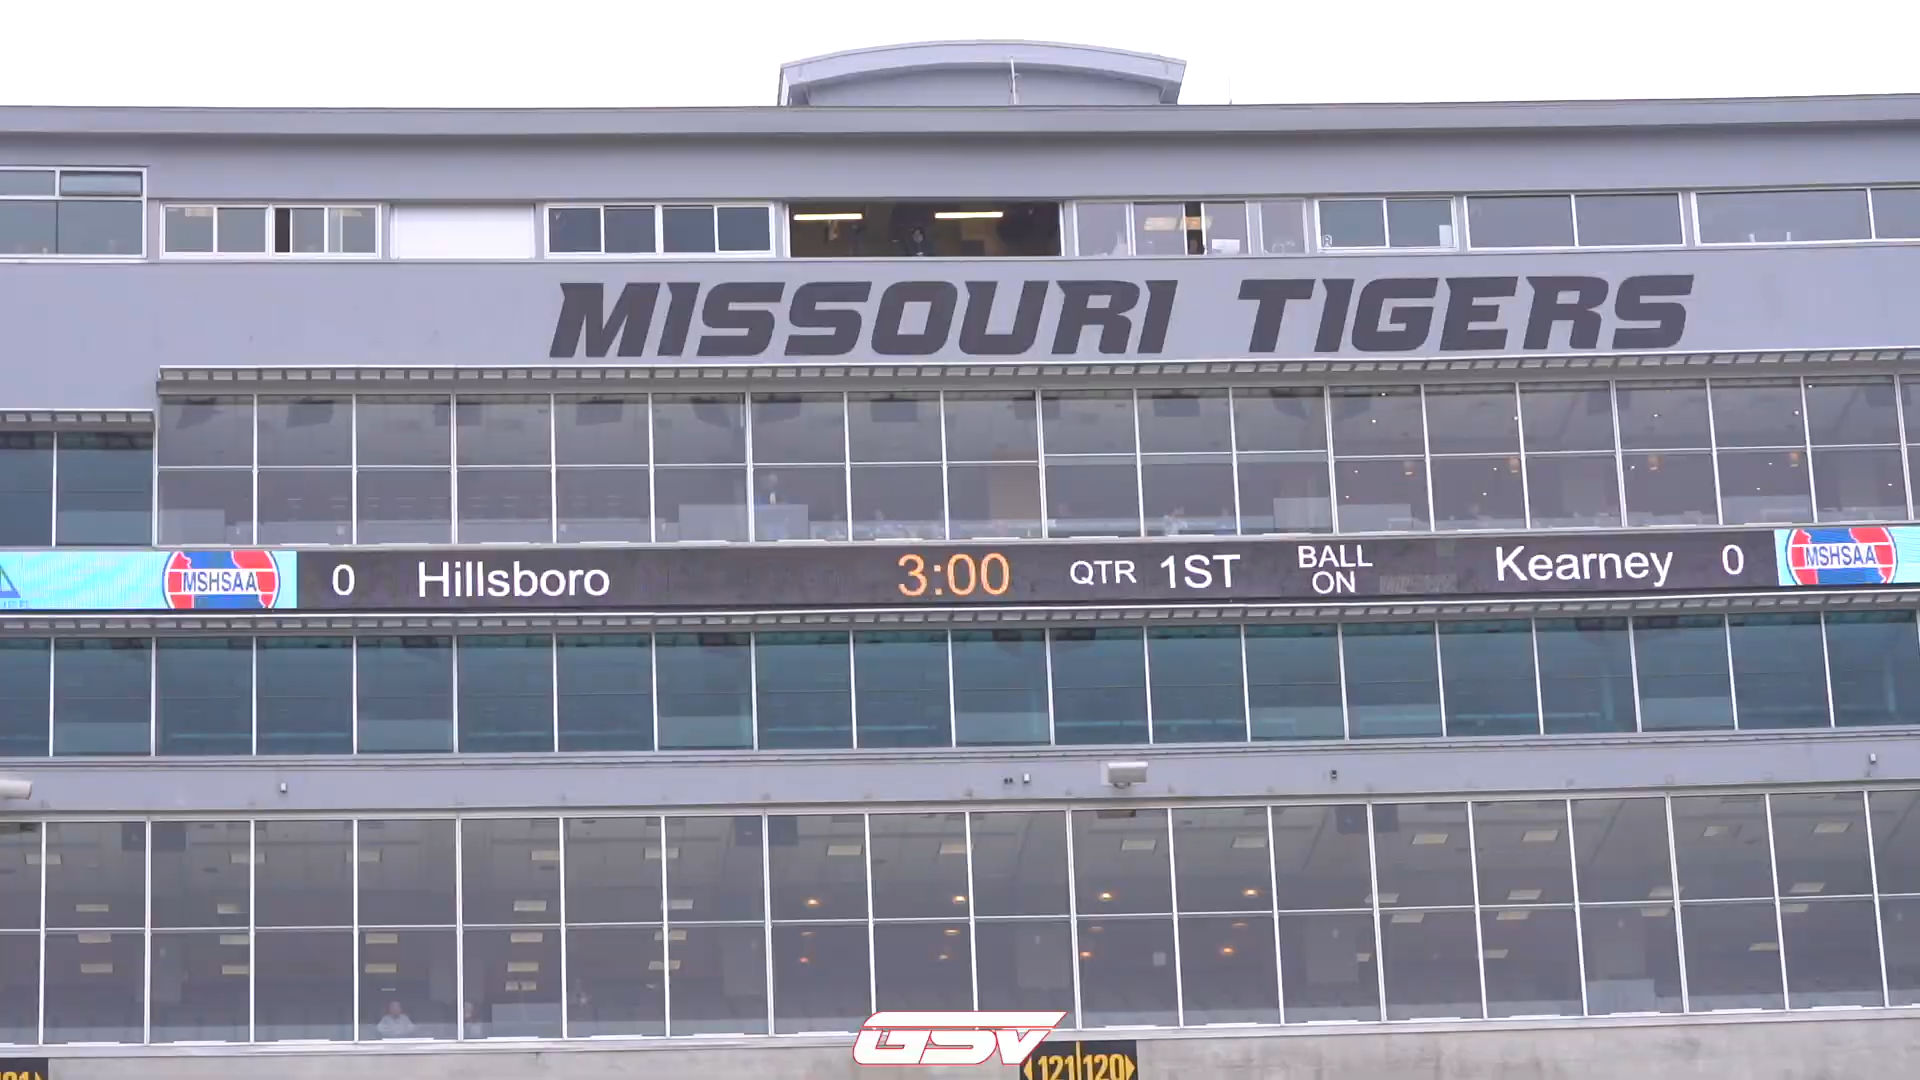 MISSOURI TIGERS
MSHSAA 0 Hillsboro 3:00 QTR 1ST BALL ON Kearney 0 MSHSAA
GSV
121 120